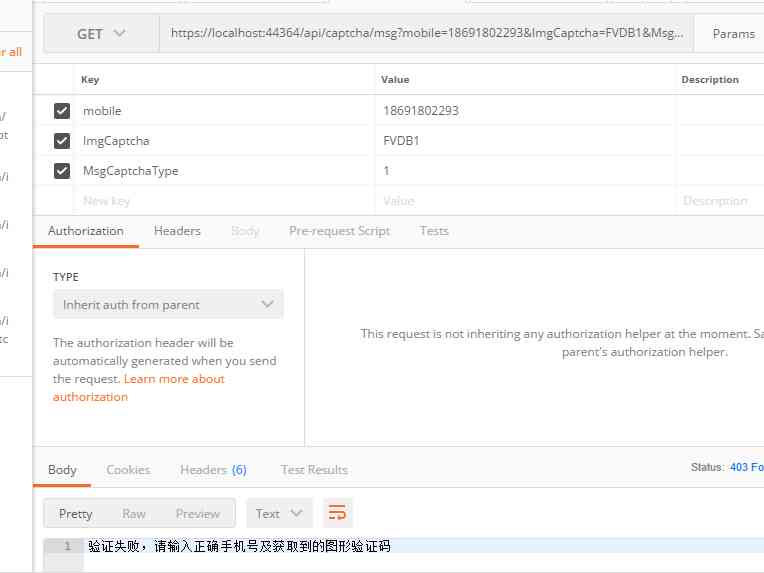 GET
https://localhost:44364/api/captcha/msg?mobile=18691802293&ImgCaptcha=FVDB1&Msg...
Params
r all
Key Value Description
mobile 18691802293
ImgCaptcha FVDB1
MsgCaptchaType 1
New key Value Description
Authorization Headers Body Pre-request Script Tests
TYPE
Inherit auth from parent
The authorization header will be
automatically generated when you send
the request. Learn more about
authorization
This request is not inheriting any authorization helper at the moment. Sa
parent's authorization helper.
Body Cookies Headers (6) Test Results
Status: 403 Fo
Pretty Raw Preview Text
1 验证失败，请输入正确手机号及获取到的图形验证码